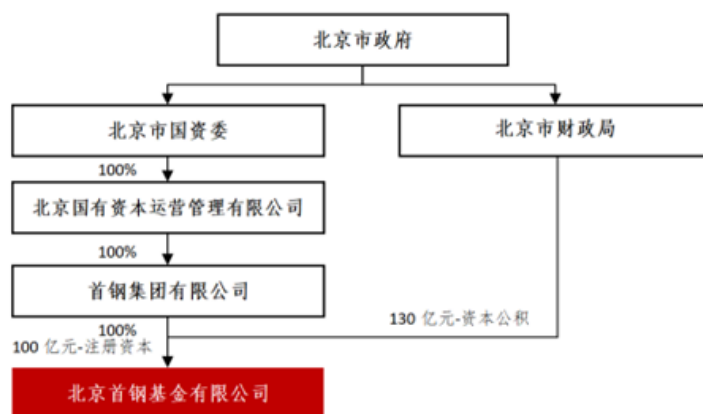 北京市政府
北京市国资委
北京市财政局
100%
北京国有资本运营管理有限公司
100%
首钢集团有限公司
100%
130 亿元-资本公积
100 亿元-注册资本
北京首钢基金有限公司